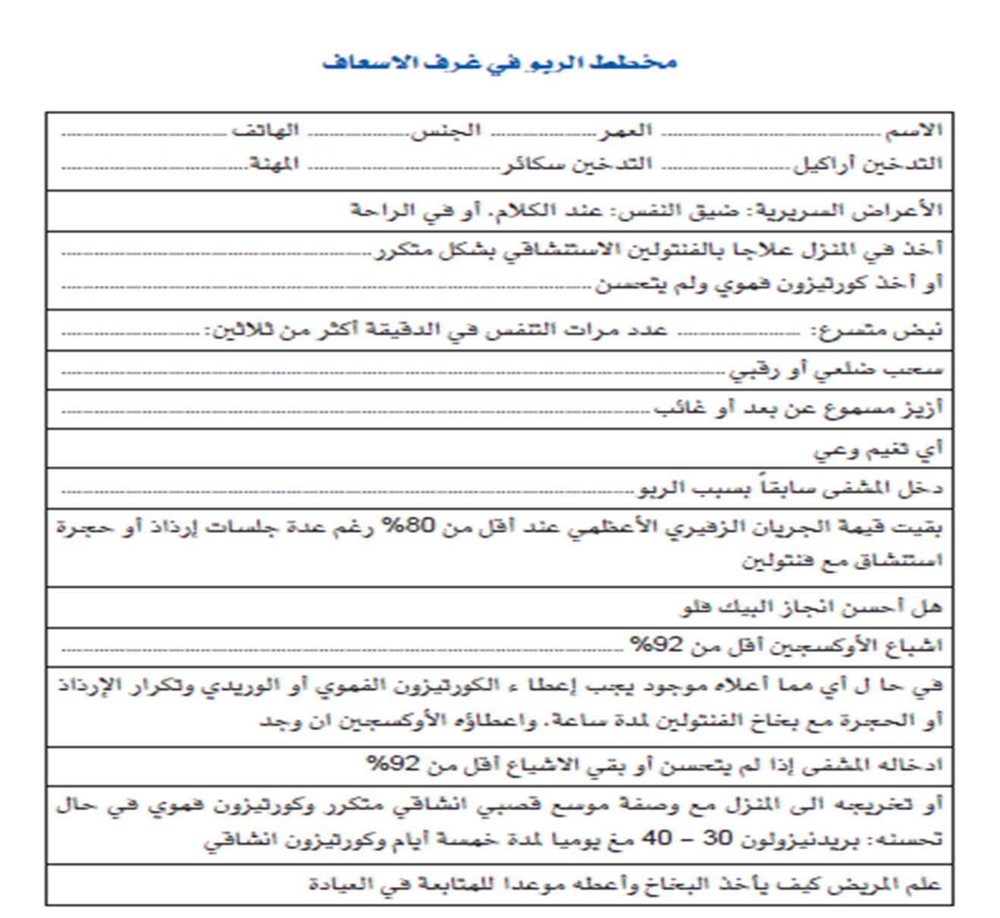 مخطط الربو في غرف الاسعاف
الاسم ........................ العمر ........................ الجنس ........................ الهاتف ........................
التدخين أراكيل ........................ التدخين سكائر ........................ المهنة ........................
الأعراض السريرية: ضيق النفس: عند الكلام. أو في الراحة
أخذ في المنزل علاجا بالفنتولين الاستنشاقي بشكل متكرر ........................
أو أخذ كورتيزون فموي ولم يتحسن ........................
نبض متسرع: ........................ عدد مرات التنفس في الدقيقة أكثر من ثلاثين: ........................
سحب ضلعي أو رقبي ........................
أزيز مسموع عن بعد أو غائب ........................
أي تغيم وعي
دخل المشفى سابقاً بسبب الربو ........................
بقيت قيمة الجريان الزفيري الأعظمي عند أقل من 80% رغم عدة جلسات إرذاذ أو حجرة
استنشاق مع فنتولين
هل أحسن انجاز البيك فلو
اشباع الأوكسجين أقل من 92% ........................
في حا ل أي مما أعلاه موجود يجب إعطا ء الكورتيزون الفموي أو الوريدي وتكرار الإرذاذ
أو الحجرة مع بخاخ الفنتولين لمدة ساعة. واعطاؤه الأوكسجين ان وجد
ادخاله المشفى إذا لم يتحسن أو بقي الاشباع أقل من 92%
أو تخريجه الى المنزل مع وصفة موسع قصبي انشاقي متكرر وكورتيزون فموي في حال
تحسنه: بريدنيزولون 30 – 40 مغ يوميا لمدة خمسة أيام وكورتيزون انشاقي
علم المريض كيف يأخذ البخاخ وأعطه موعدا للمتابعة في العيادة